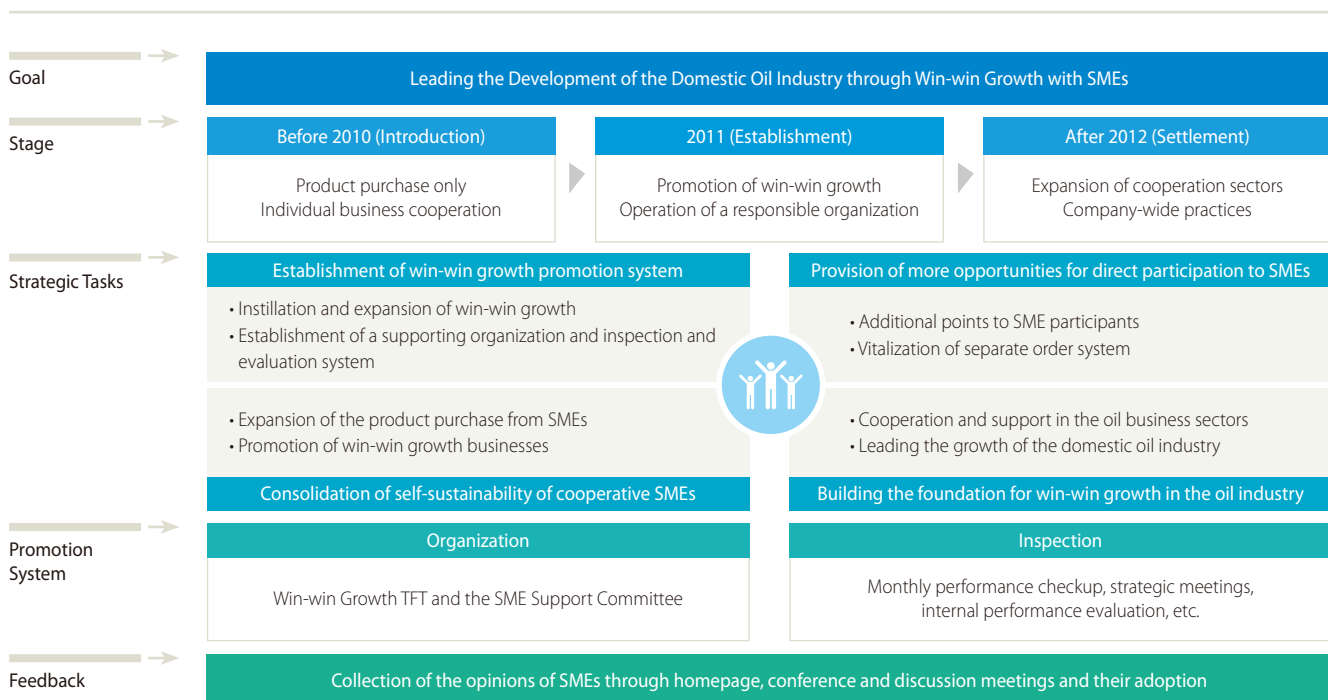 Goal
Leading the Development of the Domestic Oil Industry through Win-win Growth with SMEs
Stage
Before 2010 (Introduction)
Product purchase only
Individual business cooperation
2011 (Establishment)
Promotion of win-win growth
Operation of a responsible organization
After 2012 (Settlement)
Expansion of cooperation sectors
Company-wide practices
Strategic Tasks
Establishment of win-win growth promotion system
• Instillation and expansion of win-win growth
• Establishment of a supporting organization and inspection and
evaluation system
Provision of more opportunities for direct participation to SMEs
• Additional points to SME participants
• Vitalization of separate order system
• Expansion of the product purchase from SMEs
• Promotion of win-win growth businesses
Consolidation of self-sustainability of cooperative SMEs
• Cooperation and support in the oil business sectors
• Leading the growth of the domestic oil industry
Building the foundation for win-win growth in the oil industry
Promotion
System
Organization
Win-win Growth TFT and the SME Support Committee
Inspection
Monthly performance checkup, strategic meetings,
internal performance evaluation, etc.
Feedback
Collection of the opinions of SMEs through homepage, conference and discussion meetings and their adoption